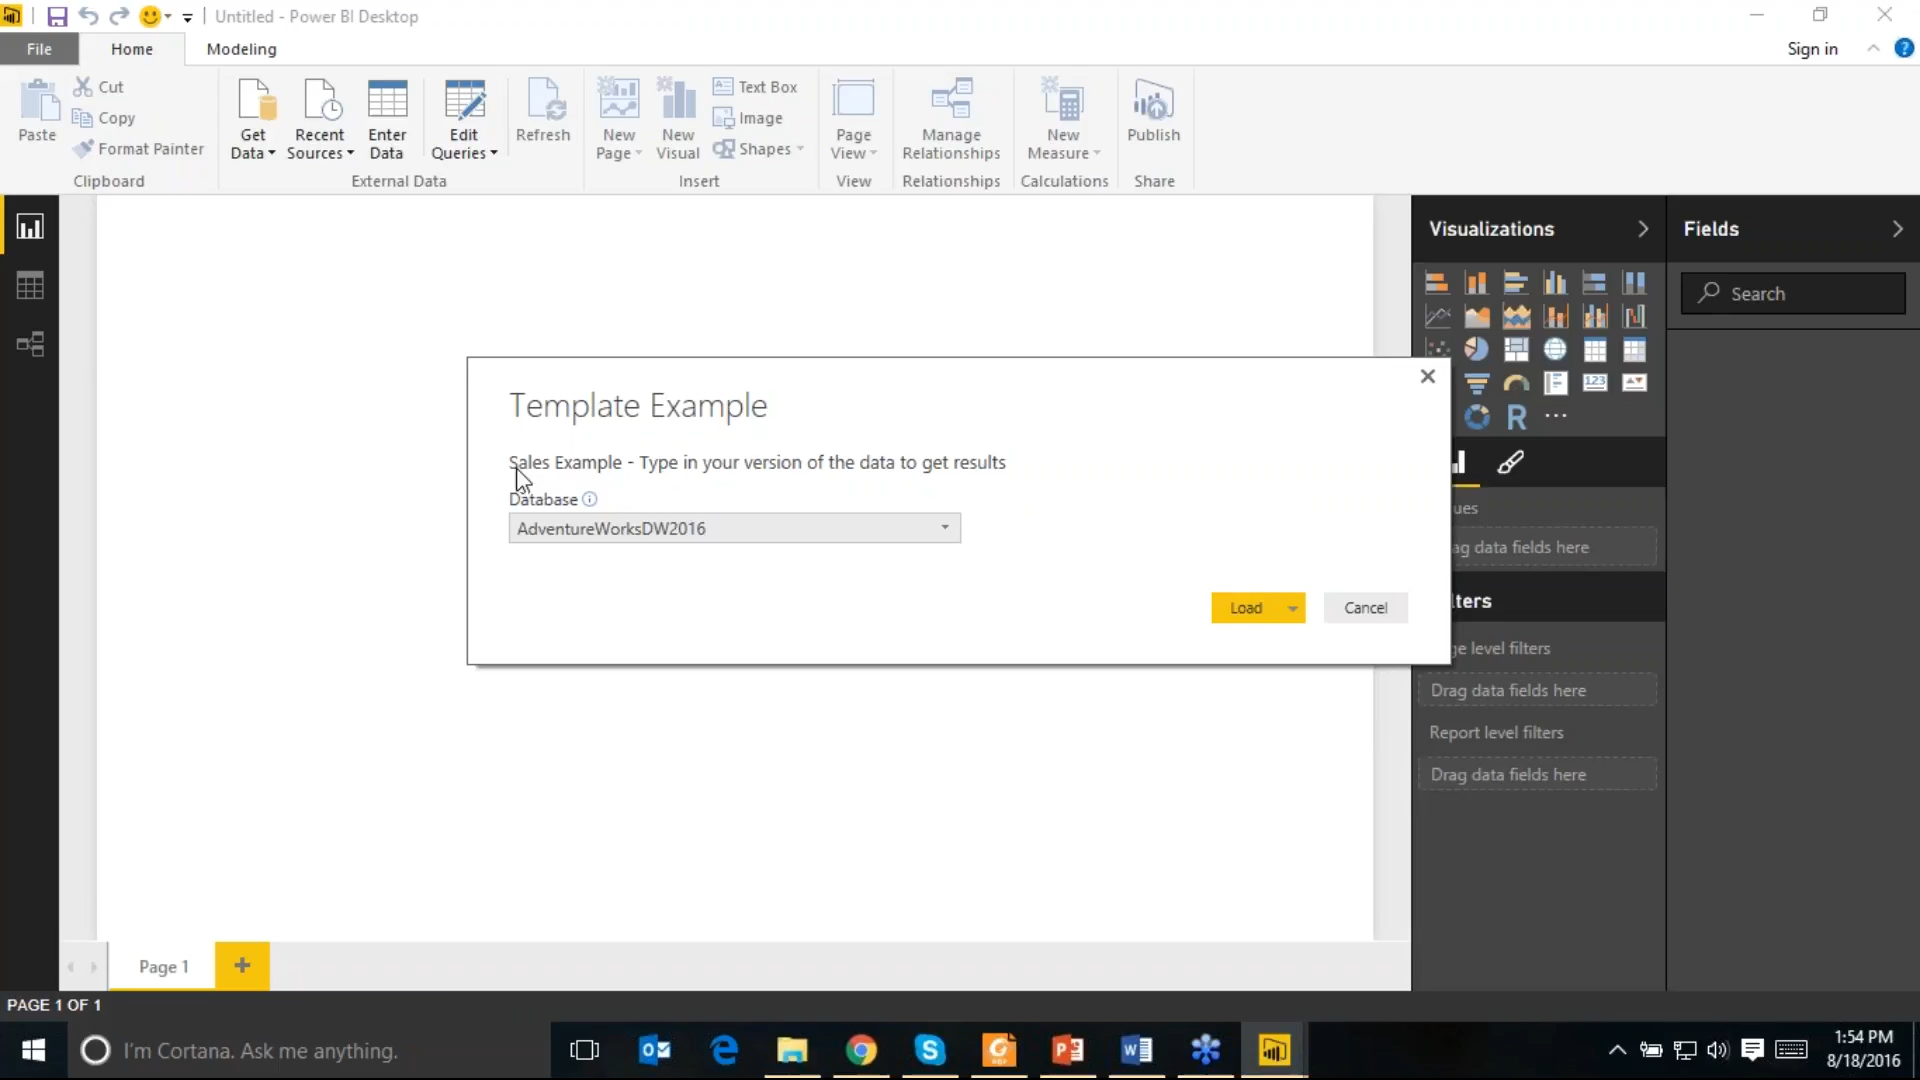 Untitled - Power BI Desktop
File
Home
Modeling
Sign in
Paste
Cut
Copy
Format Painter
Clipboard
Get Data
Recent Sources
Enter Data
Edit Queries
External Data
Refresh
New Page
New Visual
Text Box
Image
Shapes
Insert
Page View
View
Manage Relationships
Relationships
New Measure
Calculations
Publish
Share
Visualizations
Fields
Search
Template Example
Sales Example - Type in your version of the data to get results
Database
AdventureWorksDW2016
Load
Cancel
ues
ag data fields here
lters
ge level filters
Drag data fields here
Report level filters
Drag data fields here
Page 1
PAGE 1 OF 1
I'm Cortana. Ask me anything.
1:54 PM
8/18/2016